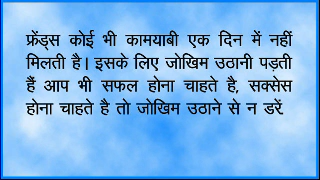 फ्रेंड्स कोई भी कामयाबी एक दिन में नहीं
मिलती है। इसके लिए जोखिम उठानी पड़ती
हैं आप भी सफल होना चाहते है, सक्सेस
होना चाहते है तो जोखिम उठाने से न डरें.